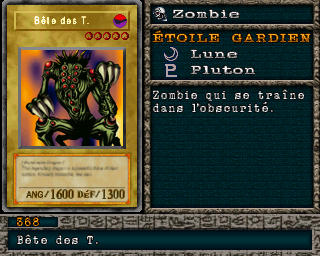 Bête des T.
ANG/1600 DÉF/1300
Zombie
ÉTOILE GARDIEN
Lune
Pluton
Zombie qui se traîne
dans l'obscurité.
368
Bête des T.